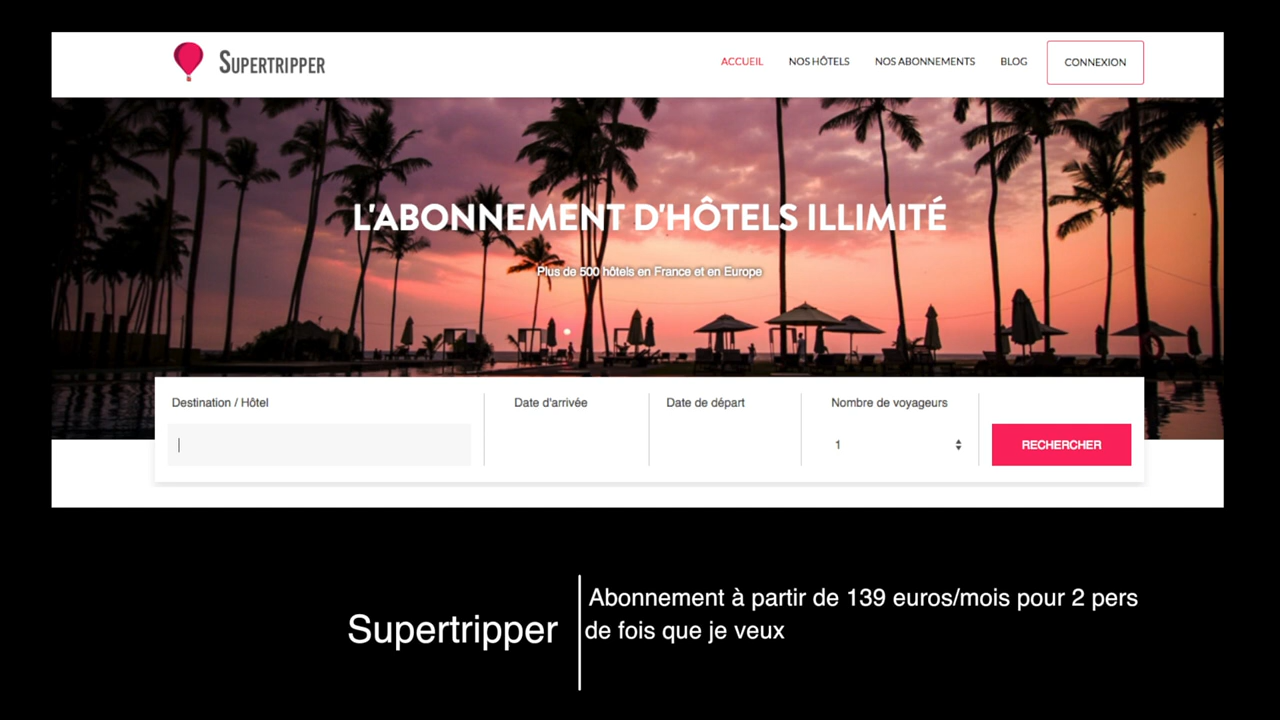 SUPERTRIPPER
ACCUEIL NOS HÔTELS NOS ABONNEMENTS BLOG CONNEXION
L'ABONNEMENT D'HÔTELS ILLIMITÉ
Plus de 500 hôtels en France et en Europe
Destination / Hôtel Date d'arrivée Date de départ Nombre de voyageurs
1
RECHERCHER
Supertripper
Abonnement à partir de 139 euros/mois pour 2 pers
de fois que je veux